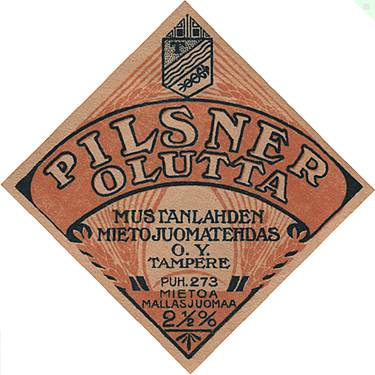 PILSNER
OLUTTA
MUSTANLAHDEN
MIETOJUOMATEHDAS
O.Y.
TAMPERE
PUH. 273
MIETOA
MALLASJUOMAA
2½%